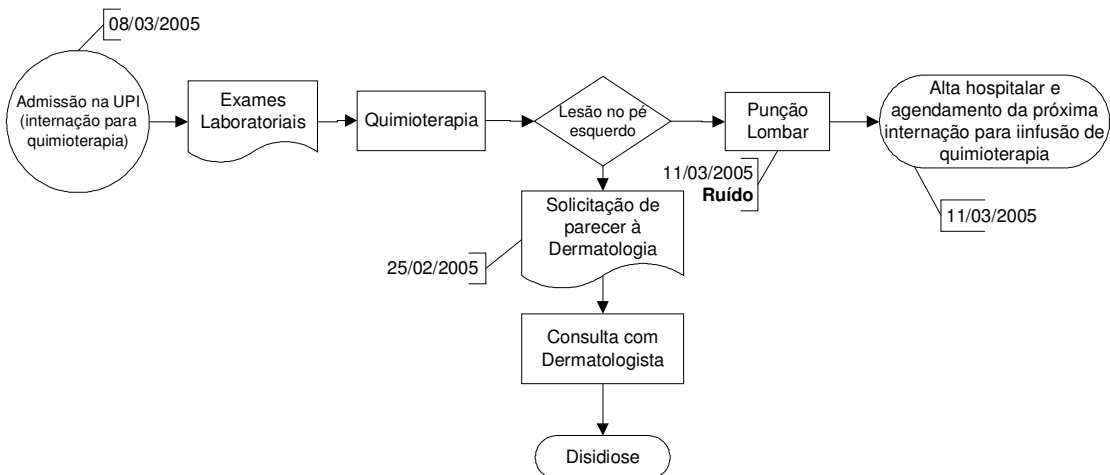 08/03/2005
Admissão na UPI
(internação para
quimioterapia)
Exames
Laboratoriais
Quimioterapia
Lesão no pé
esquerdo
Punção
Lombar
Alta hospitalar e
agendamento da próxima
internação para iinfusão de
quimioterapia
11/03/2005
Ruído
11/03/2005
Solicitação de
parecer à
Dermatologia
25/02/2005
Consulta com
Dermatologista
Disidiose